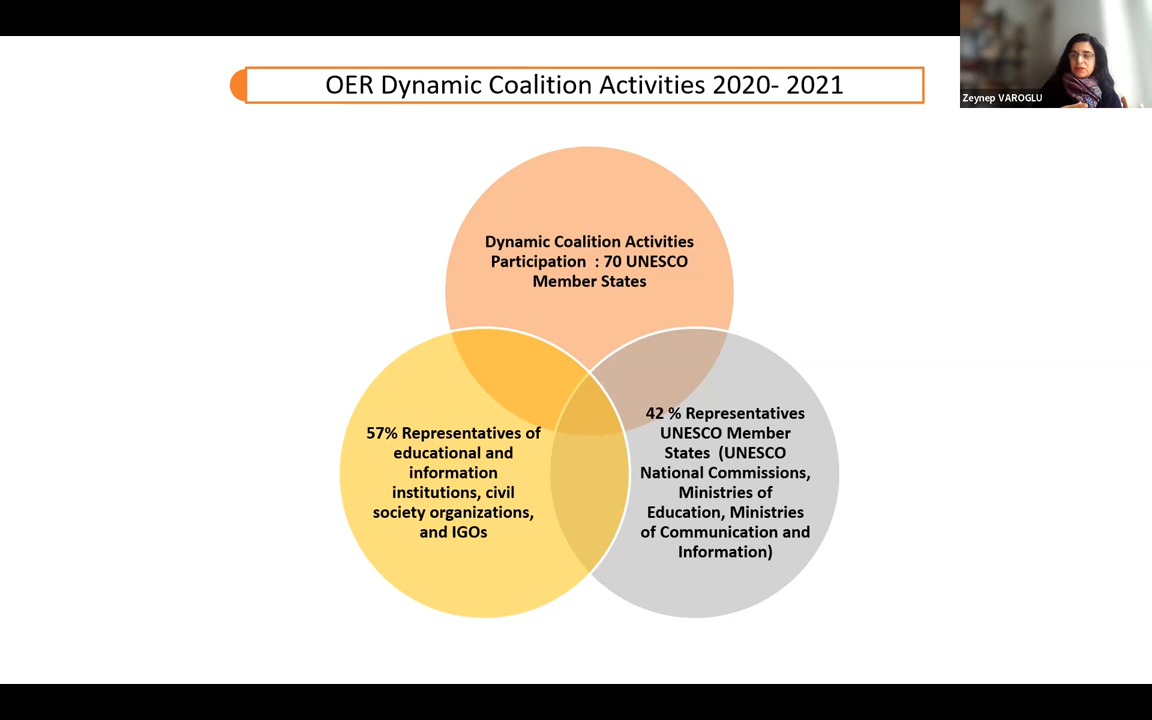 OER Dynamic Coalition Activities 2020- 2021
Zeynep VAROGLU
Dynamic Coalition Activities
Participation : 70 UNESCO
Member States
57% Representatives of
educational and
information
institutions, civil
society organizations,
and IGOs
42 % Representatives
UNESCO Member
States (UNESCO
National Commissions,
Ministries of
Education, Ministries
of Communication and
Information)